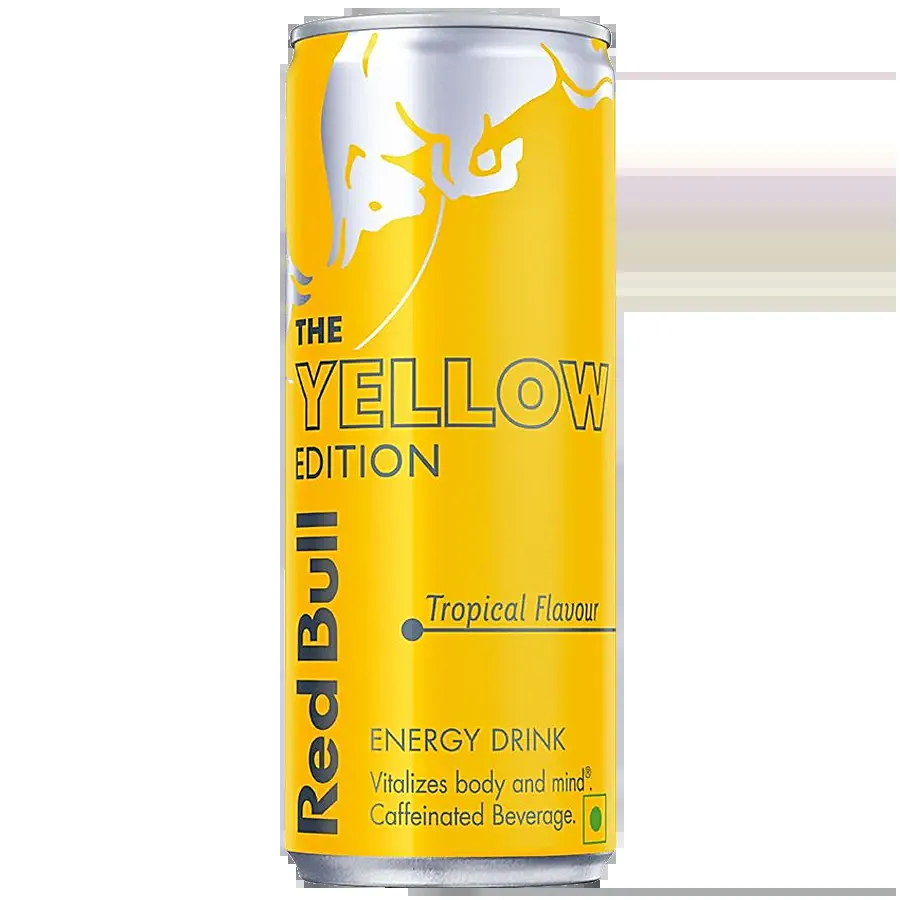 THE
YELLOW
EDITION
Red Bull
Tropical Flavour
ENERGY DRINK
Vitalizes body and mind®.
Caffeinated Beverage.